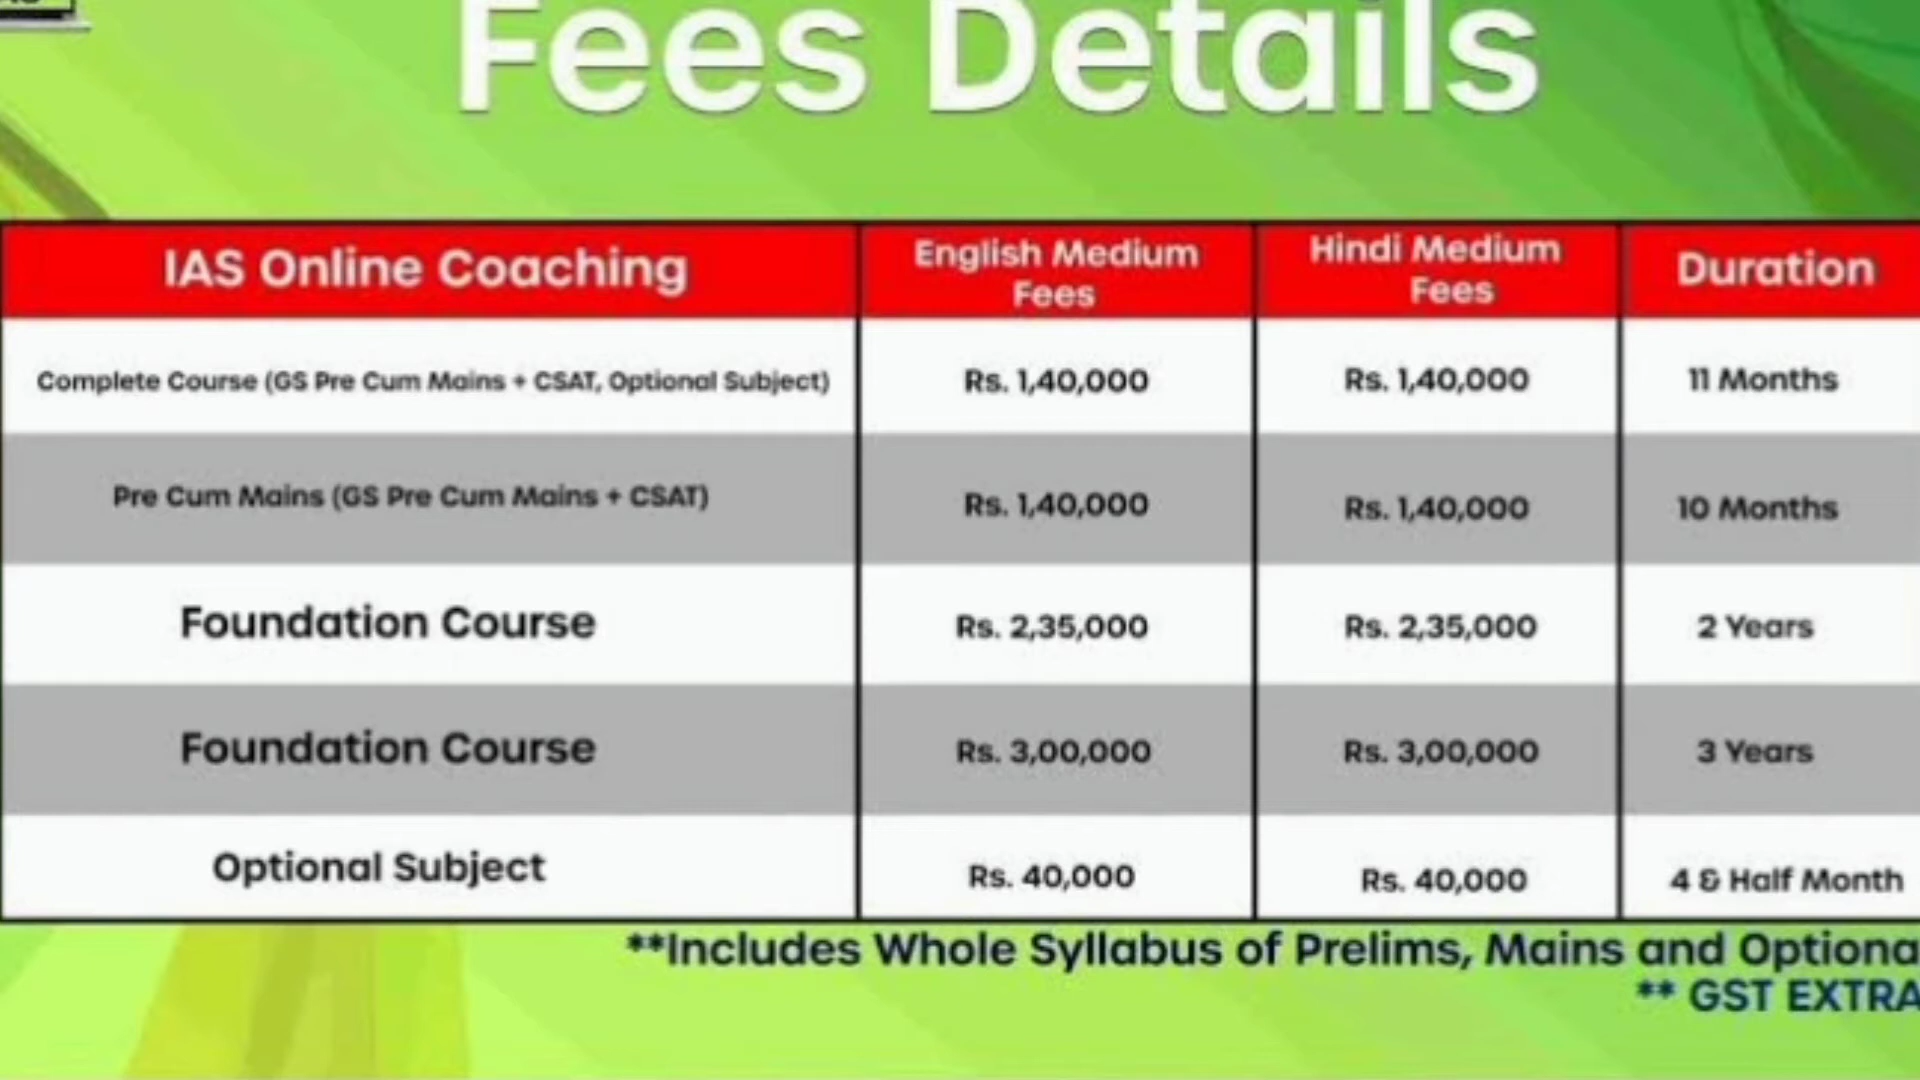 Fees Details
IAS Online Coaching
English Medium
Fees
Hindi Medium
Fees
Duration
Complete Course (GS Pre Cum Mains + CSAT, Optional Subject)
Rs. 1,40,000
Rs. 1,40,000
11 Months
Pre Cum Mains (GS Pre Cum Mains + CSAT)
Rs. 1,40,000
Rs. 1,40,000
10 Months
Foundation Course
Rs. 2,35,000
Rs. 2,35,000
2 Years
Foundation Course
Rs. 3,00,000
Rs. 3,00,000
3 Years
Optional Subject
Rs. 40,000
Rs. 40,000
4 & Half Month
**Includes Whole Syllabus of Prelims, Mains and Optiona
** GST EXTRA